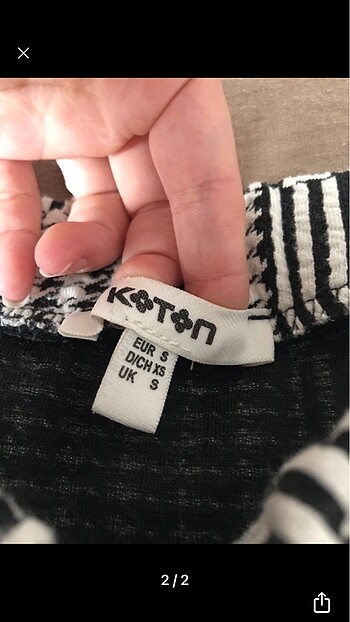 KOTON
EUR S
D/CH XS
UK S
2/2